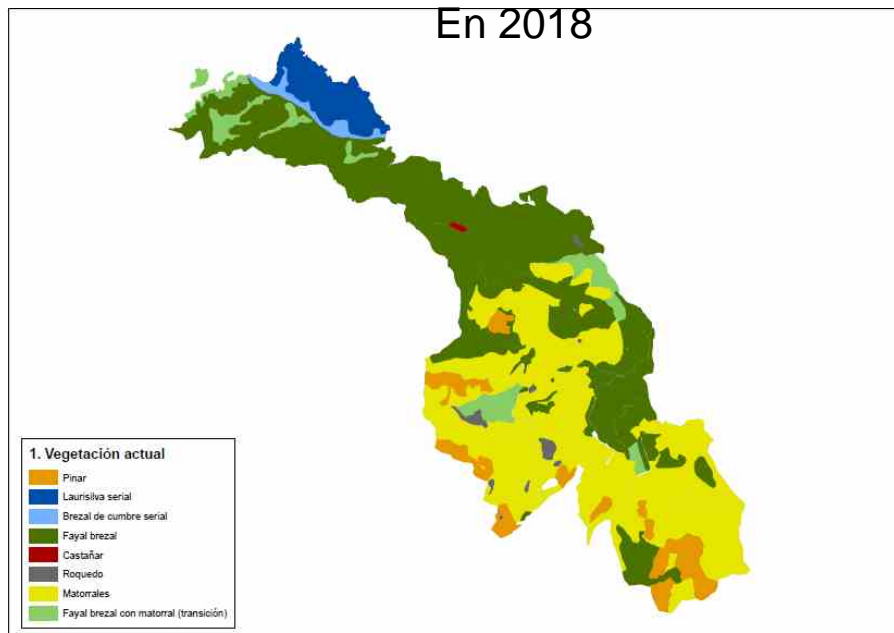 En 2018
1. Vegetación actual
Pinar
Laurisilva serial
Brezal de cumbre serial
Fayal brezal
Castañar
Roquedo
Matorrales
Fayal brezal con matorral (transición)